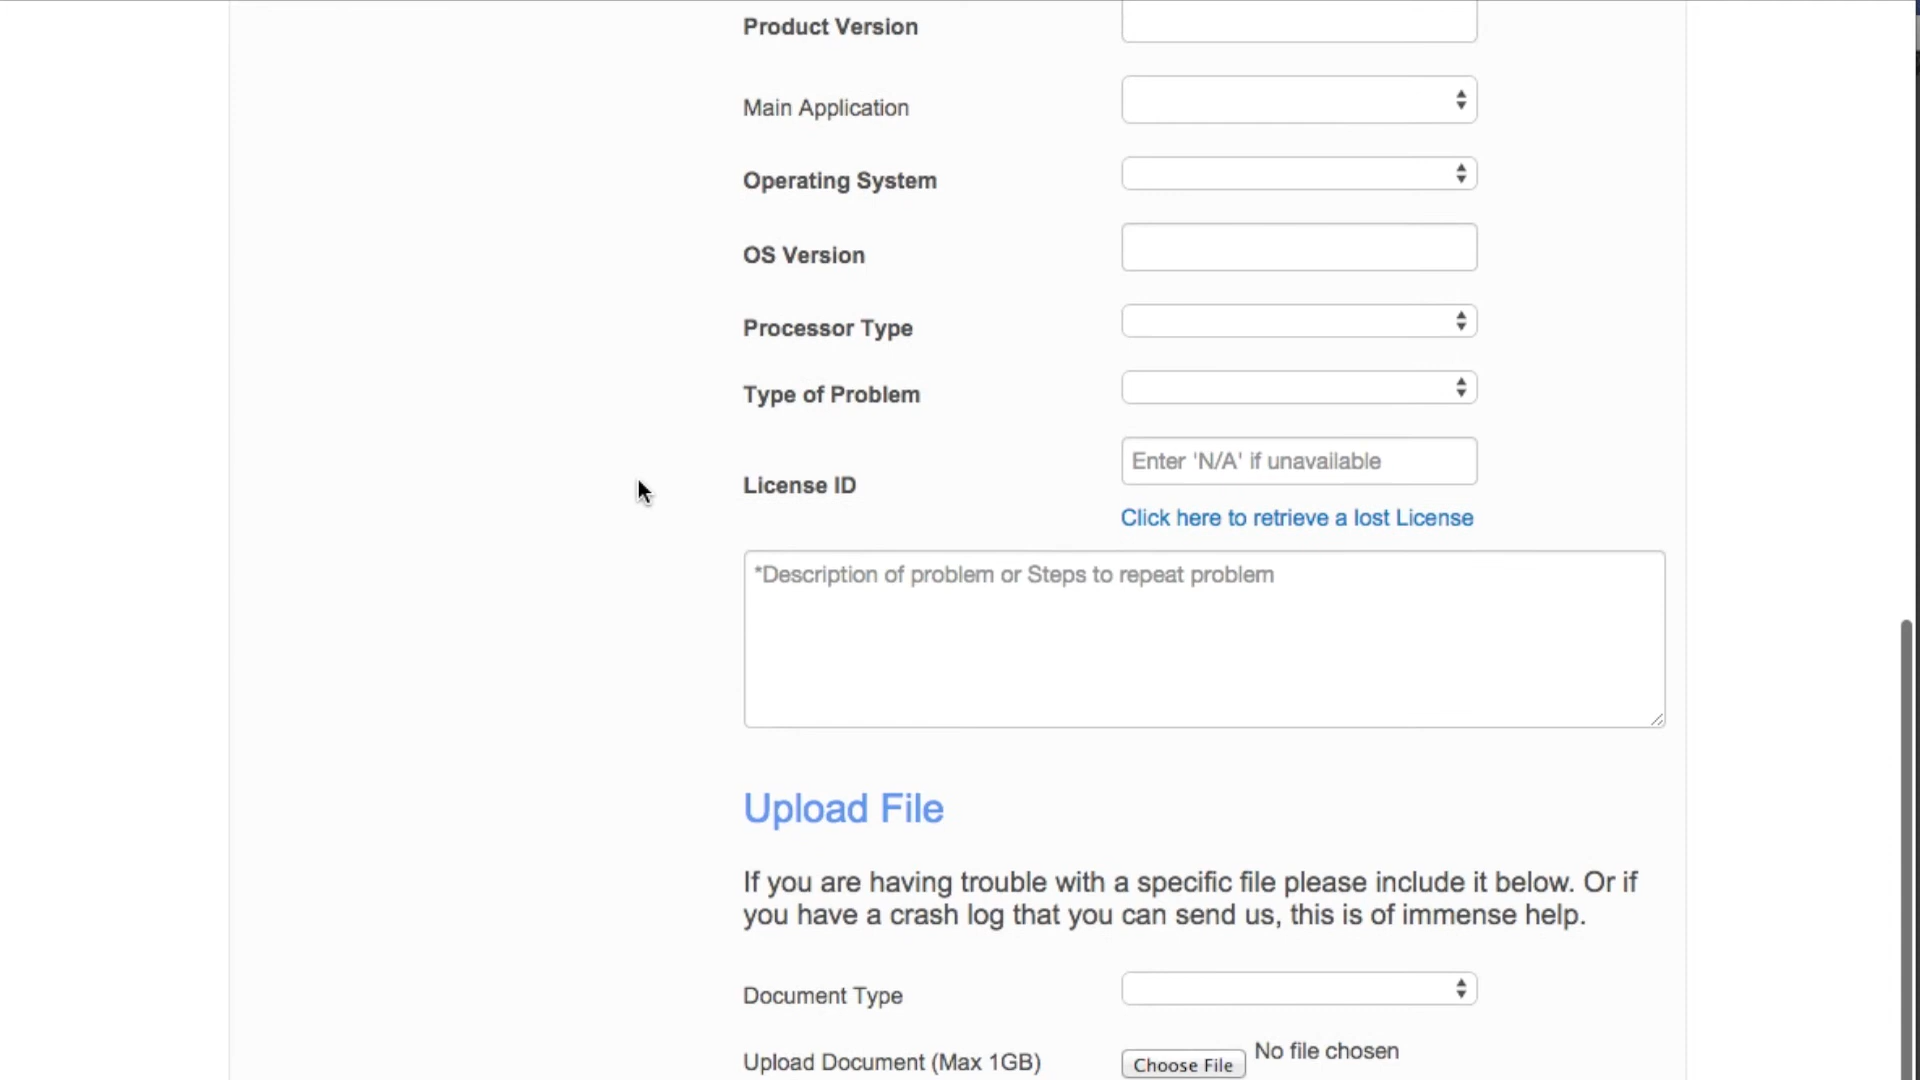 Product Version
Main Application
Operating System
OS Version
Processor Type
Type of Problem
License ID
Enter 'N/A' if unavailable
Click here to retrieve a lost License
*Description of problem or Steps to repeat problem
Upload File
If you are having trouble with a specific file please include it below. Or if
you have a crash log that you can send us, this is of immense help.
Document Type
Upload Document (Max 1GB)
Choose File No file chosen